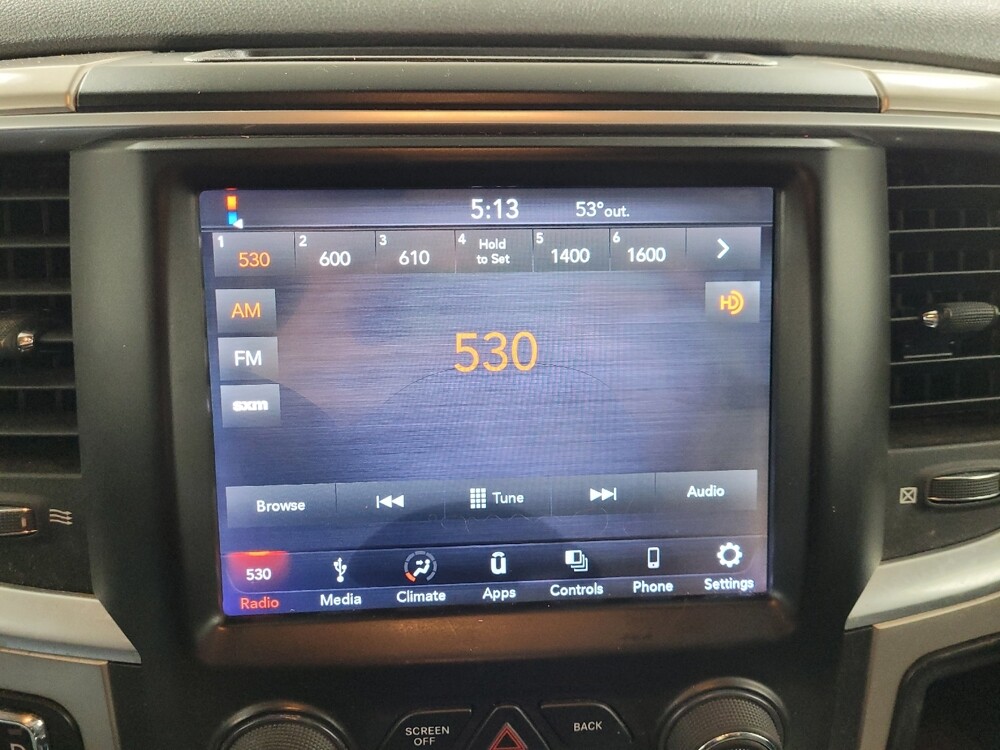 5:13 53°out.
1 2 3 4 5 6
530 600 610 Hold to Set 1400 1600
AM HD
530
FM
sxm
Browse Tune Audio
530
Radio Media Climate Apps Controls Phone Settings
SCREEN OFF BACK